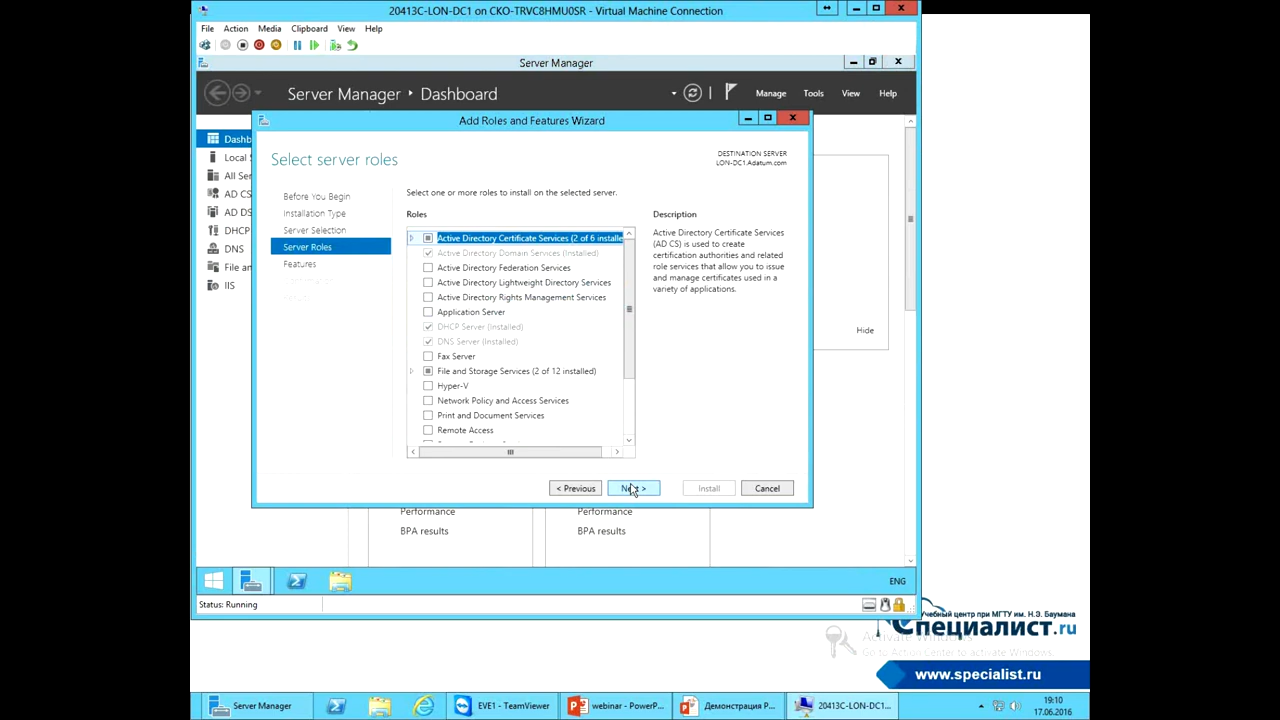 20413C-LON-DC1 on CKO-TRVC8HMU0SR - Virtual Machine Connection
File Action Media Clipboard View Help
Server Manager
Server Manager • Dashboard
Manage Tools View Help
Add Roles and Features Wizard
Dashb
Local S
All Ser
AD CS
AD DS
DHCP
DNS
File an
IIS
Select server roles
DESTINATION SERVER
LON-DC1.Adatum.com
Before You Begin
Installation Type
Server Selection
Server Roles
Features
Select one or more roles to install on the selected server.
Roles
Active Directory Certificate Services (2 of 6 installe
Active Directory Domain Services (Installed)
Active Directory Federation Services
Active Directory Lightweight Directory Services
Active Directory Rights Management Services
Application Server
DHCP Server (Installed)
DNS Server (Installed)
Fax Server
File and Storage Services (2 of 12 installed)
Hyper-V
Network Policy and Access Services
Print and Document Services
Remote Access
Description
Active Directory Certificate Services
(AD CS) is used to create
certification authorities and related
role services that allow you to issue
and manage certificates used in a
variety of applications.
Hide
< Previous
Next >
Install
Cancel
Performance
BPA results
Performance
BPA results
ENG
Status: Running
Учебный центр при МГТУ им. Н.Э. Баумана
Специалист.ru
Activate Windows
Go to Action Center to activate Windows.
www.specialist.ru
Server Manager
EVE1 - TeamViewer
webinar - PowerP...
Демонстрация P...
20413C-LON-DC1...
19:10
17.06.2016